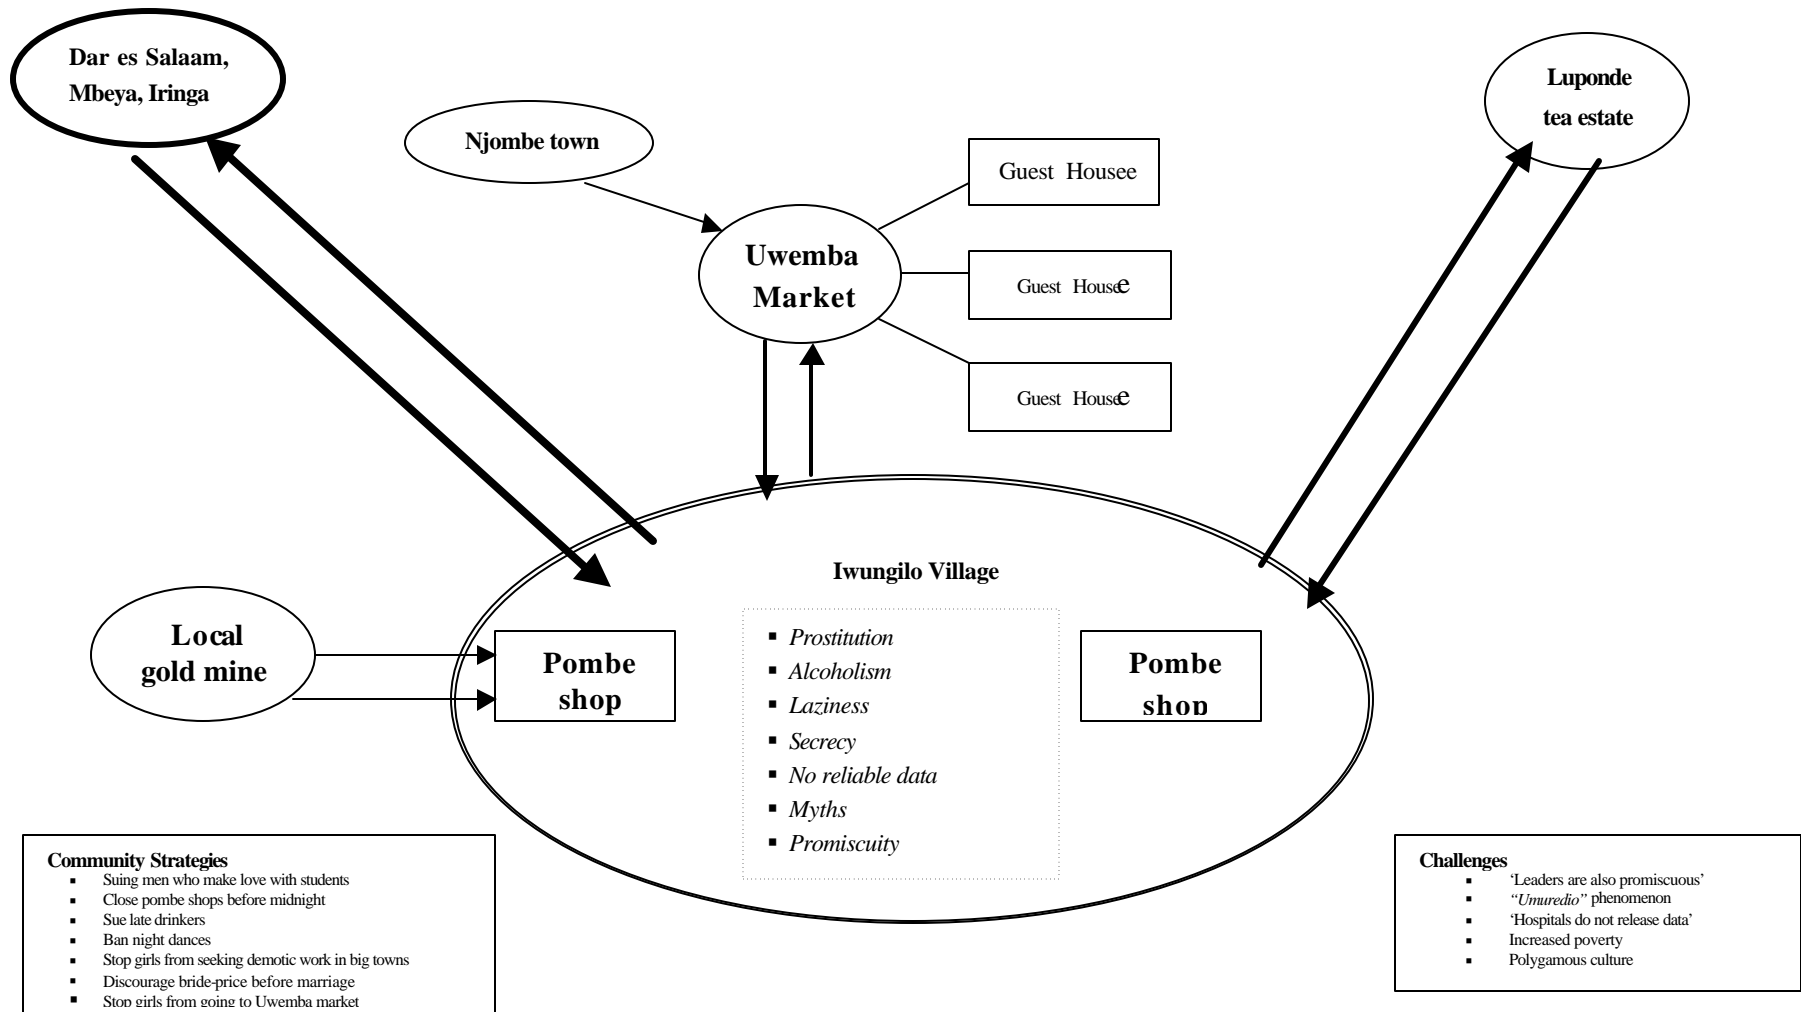 Dar es Salaam,
Mbeya, Iringa
Njombe town
Luponde
tea estate
Guest Housee
Uwemba
Market
Guest House
Guest House
Iwungilo Village
Local
gold mine
Pombe
shop
▪ Prostitution
▪ Alcoholism
▪ Laziness
▪ Secrecy
▪ No reliable data
▪ Myths
▪ Promiscuity
Pombe
shop
Community Strategies
▪ Suing men who make love with students
▪ Close pombe shops before midnight
▪ Sue late drinkers
▪ Ban night dances
▪ Stop girls from seeking demotic work in big towns
▪ Discourage bride-price before marriage
▪ Stop girls from going to Uwemba market
Challenges
▪ ‘Leaders are also promiscuous’
▪ “Umuredio” phenomenon
▪ ‘Hospitals do not release data’
▪ Increased poverty
▪ Polygamous culture